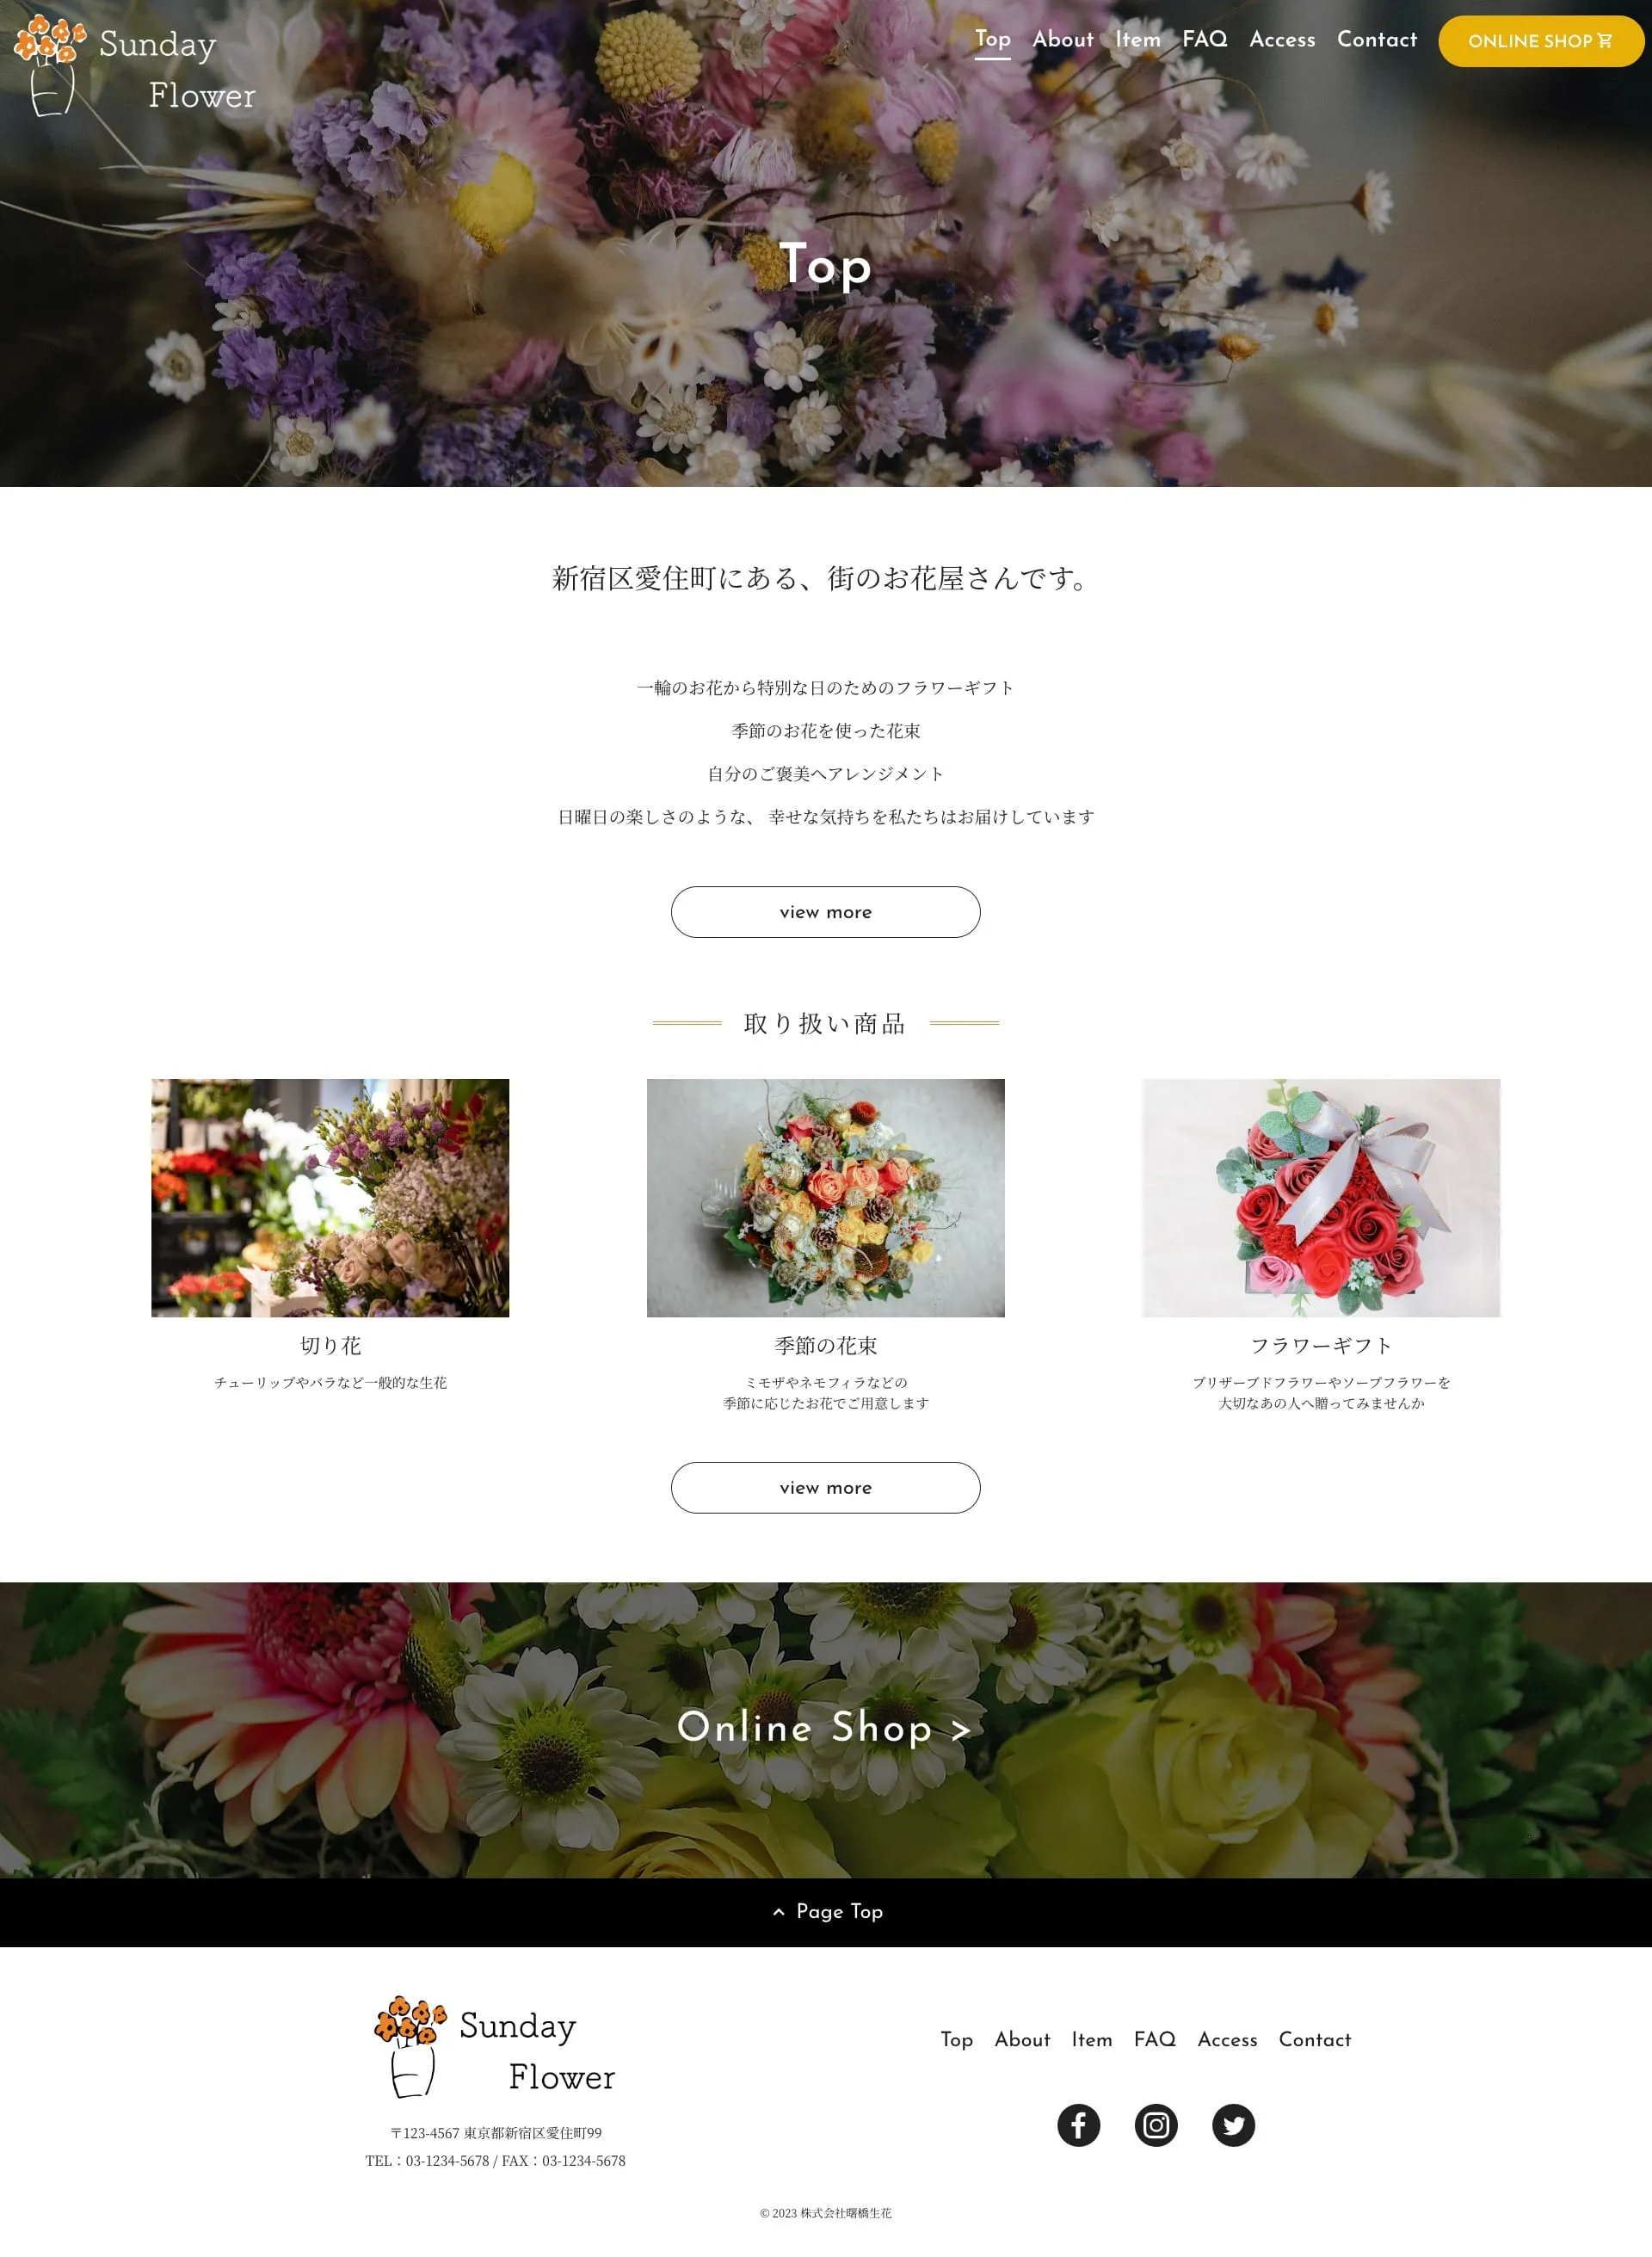 Sunday
Flower
Top About Item FAQ Access Contact ONLINE SHOP
Top
新宿区愛住町にある、街のお花屋さんです。
一輪のお花から特別な日のためのフラワーギフト
季節のお花を使った花束
自分のご褒美へアレンジメント
日曜日の楽しさのような、 幸せな気持ちを私たちはお届けしています
view more
取り扱い商品
切り花
チューリップやバラなど一般的な生花
季節の花束
ミモザやネモフィラなどの
季節に応じたお花でご用意します
フラワーギフト
プリザーブドフラワーやソープフラワーを
大切なあの人へ贈ってみませんか
view more
Online Shop >
Page Top
Sunday
Flower
〒123-4567 東京都新宿区愛住町99
TEL：03-1234-5678 / FAX：03-1234-5678
Top About Item FAQ Access Contact
© 2023 株式会社曙橋生花